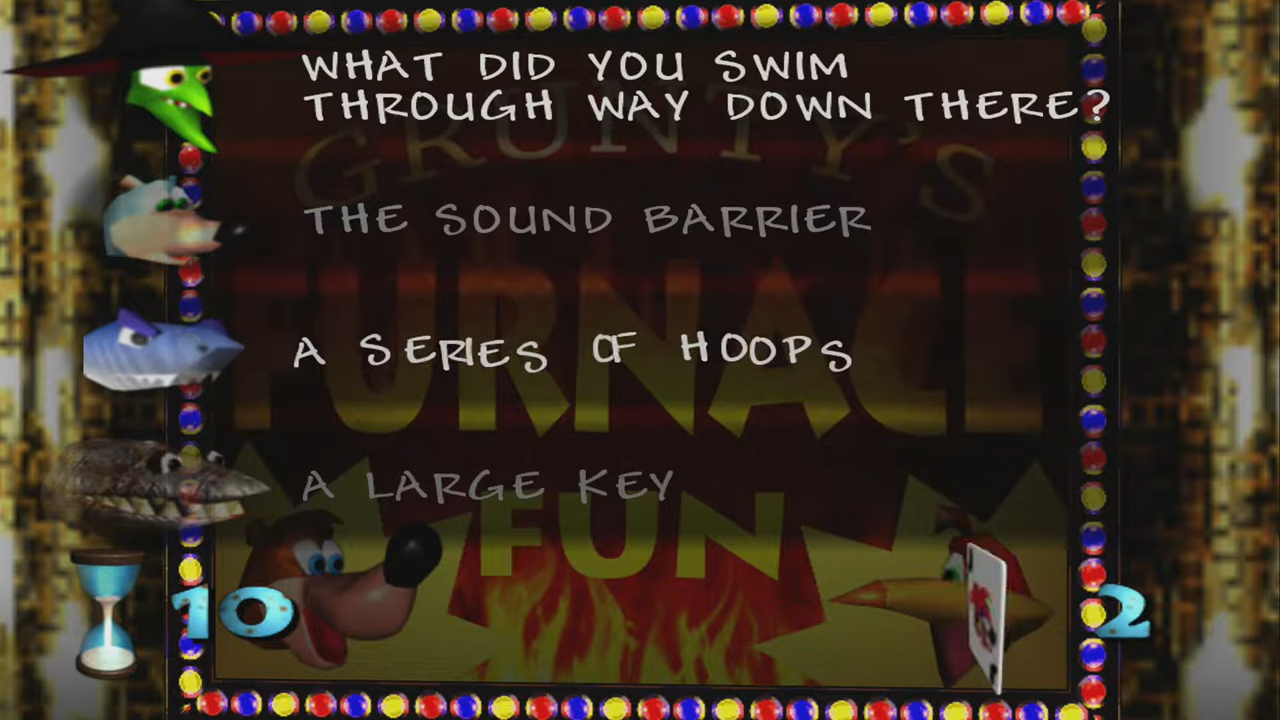 WHAT DID YOU SWIM
THROUGH WAY DOWN THERE?
GRUNTY'S
THE SOUND BARRIER
FURNACE
A SERIES OF HOOPS
A LARGE KEY
FUN
10
2